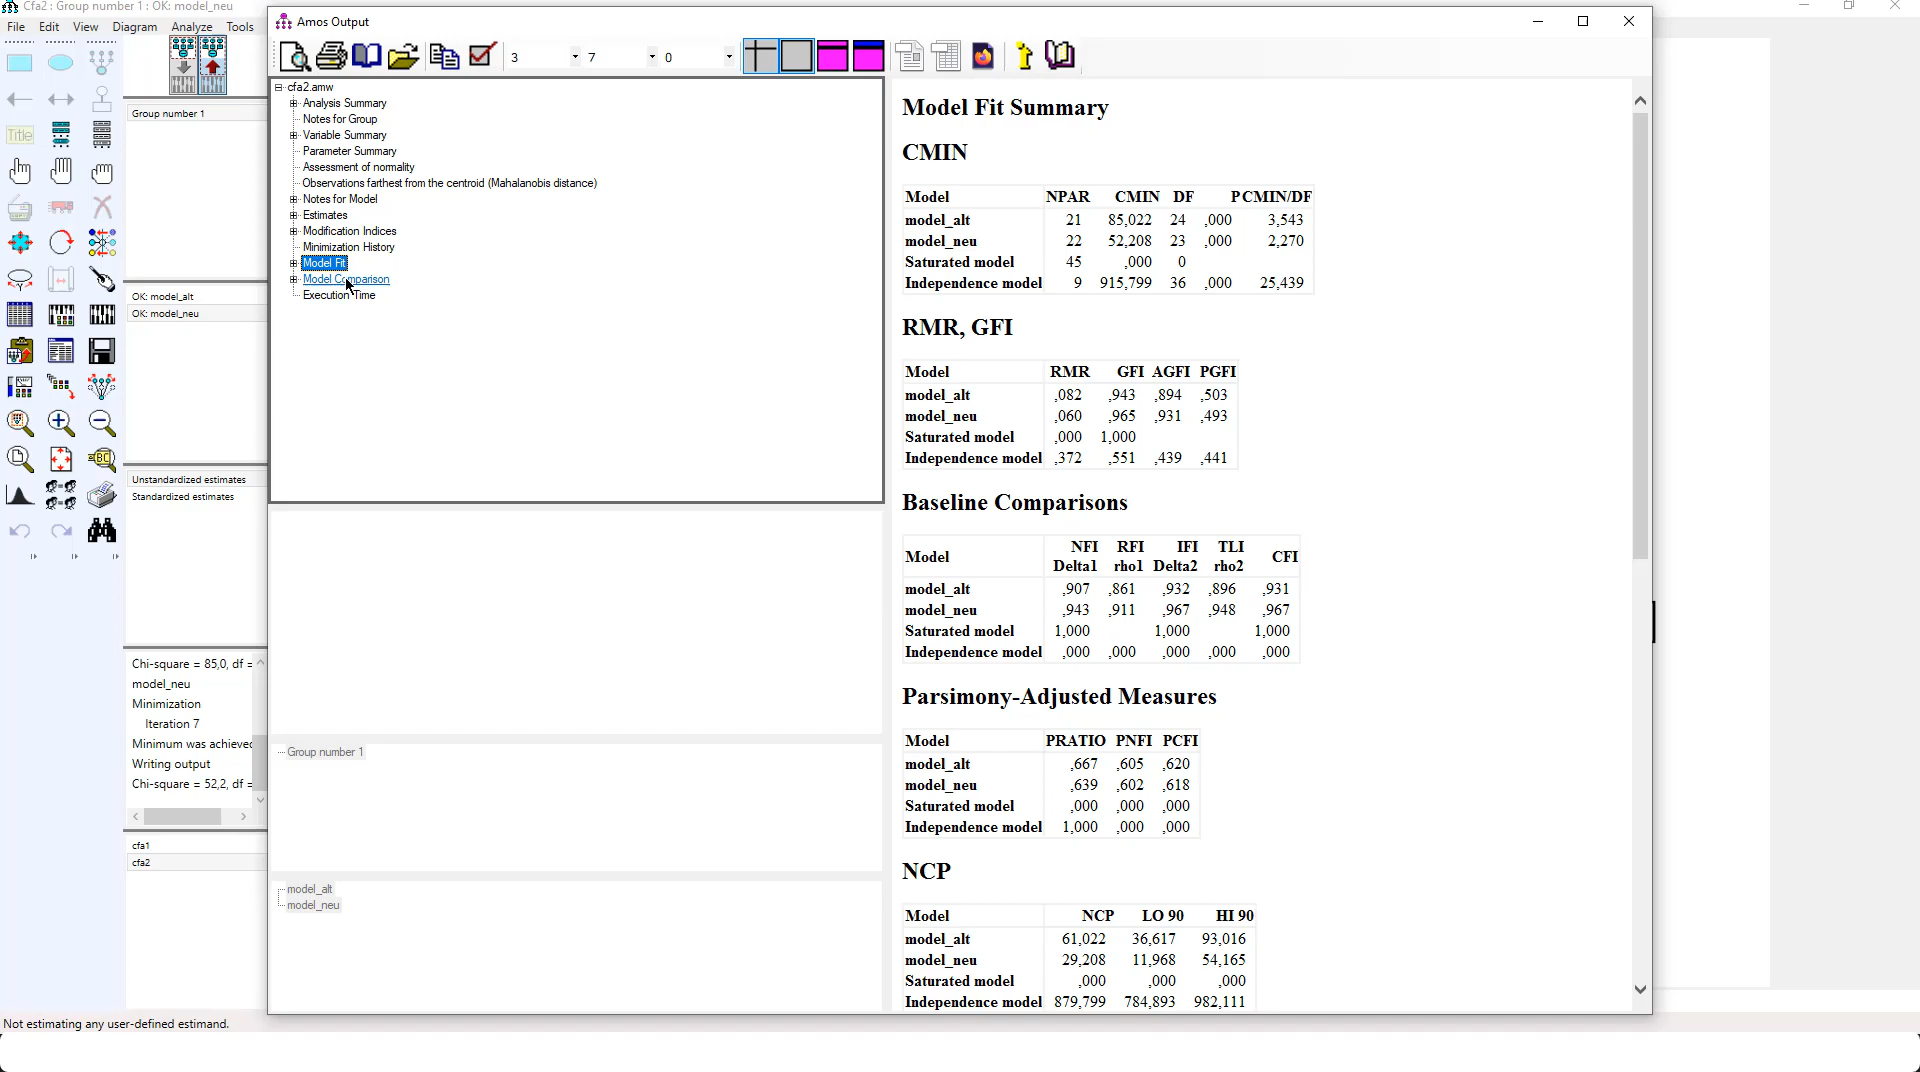 Cfa2 : Group number 1 : OK: model_neu
File Edit View Diagram Analyze Tools
Title
Group number 1
OK: model_alt
OK: model_neu
Unstandardized estimates
Standardized estimates
Chi-square = 85,0, df =
model_neu
Minimization
Iteration 7
Minimum was achieved
Writing output
Chi-square = 52,2, df =
cfa1
cfa2
Not estimating any user-defined estimand.
Amos Output
3 7 0
cfa2.amw
Analysis Summary
Notes for Group
Variable Summary
Parameter Summary
Assessment of normality
Observations farthest from the centroid (Mahalanobis distance)
Notes for Model
Estimates
Modification Indices
Minimization History
Model Fit
Model Comparison
Execution Time
Group number 1
model_alt
model_neu
Model Fit Summary
CMIN
Model NPAR CMIN DF P CMIN/DF
model_alt 21 85,022 24 ,000 3,543
model_neu 22 52,208 23 ,000 2,270
Saturated model 45 ,000 0
Independence model 9 915,799 36 ,000 25,439
RMR, GFI
Model RMR GFI AGFI PGFI
model_alt ,082 ,943 ,894 ,503
model_neu ,060 ,965 ,931 ,493
Saturated model ,000 1,000
Independence model ,372 ,551 ,439 ,441
Baseline Comparisons
Model NFI Delta1 RFI rho1 IFI Delta2 TLI rho2 CFI
model_alt ,907 ,861 ,932 ,896 ,931
model_neu ,943 ,911 ,967 ,948 ,967
Saturated model 1,000 1,000 1,000
Independence model ,000 ,000 ,000 ,000 ,000
Parsimony-Adjusted Measures
Model PRATIO PNFI PCFI
model_alt ,667 ,605 ,620
model_neu ,639 ,602 ,618
Saturated model ,000 ,000 ,000
Independence model 1,000 ,000 ,000
NCP
Model NCP LO 90 HI 90
model_alt 61,022 36,617 93,016
model_neu 29,208 11,968 54,165
Saturated model ,000 ,000 ,000
Independence model 879,799 784,893 982,111